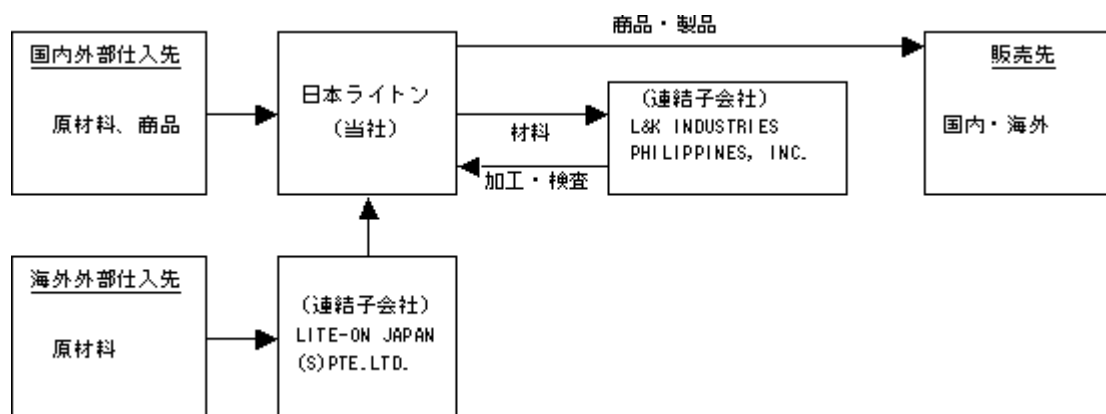 商品・製品
国内外部仕入先
原材料、商品
日本ライトン
(当社)
材料
加工・検査
(連結子会社)
L&K INDUSTRIES
PHILIPPINES, INC.
販売先
国内・海外
海外外部仕入先
原材料
(連結子会社)
LITE-ON JAPAN
(S)PTE.LTD.